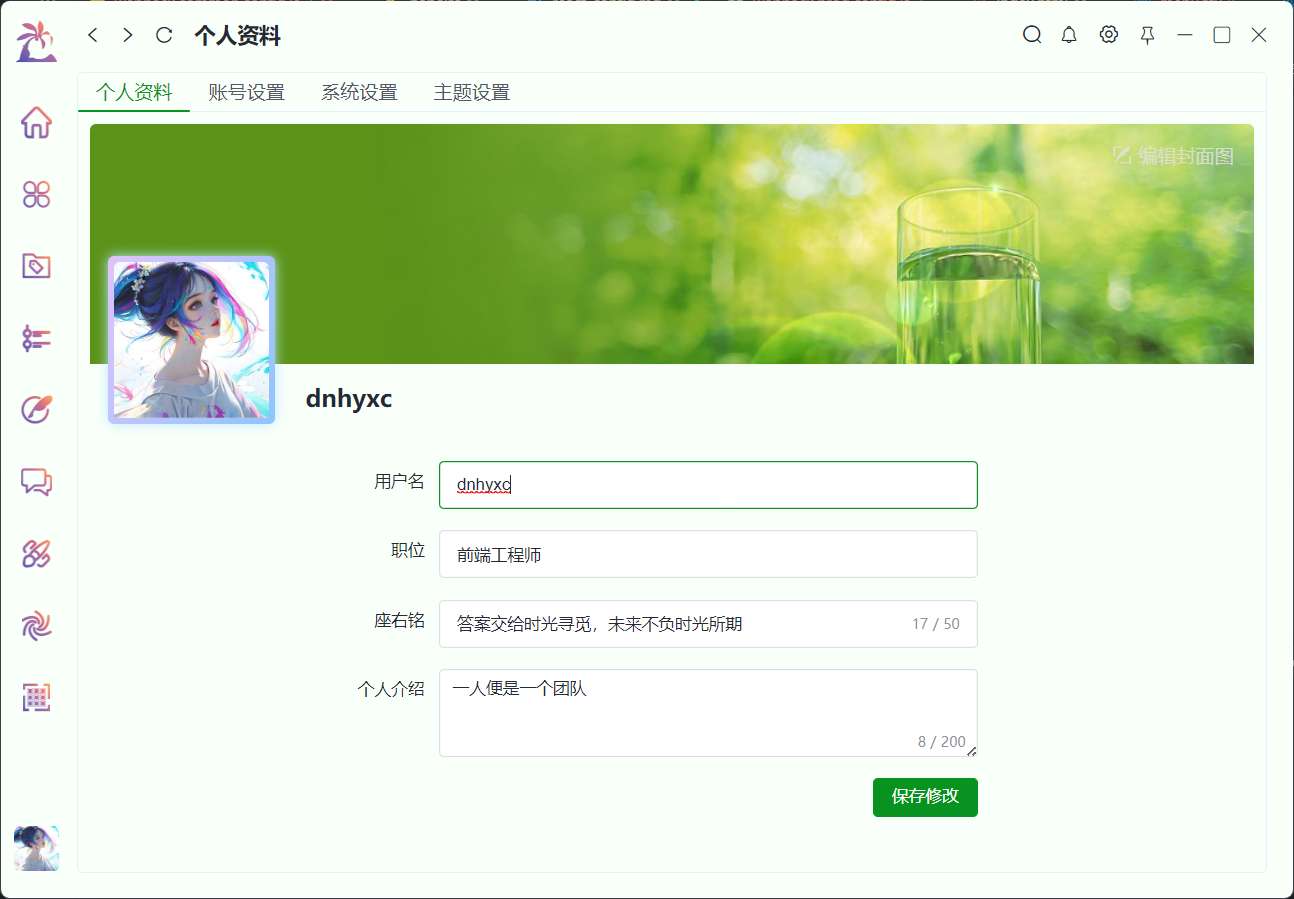 个人资料
个人资料 账号设置 系统设置 主题设置
编辑封面图
dnhyxc
用户名 dnhyxc
职位 前端工程师
座右铭 答案交给时光寻觅，未来不负时光所期 17 / 50
个人介绍 一人便是一个团队
8 / 200
保存修改